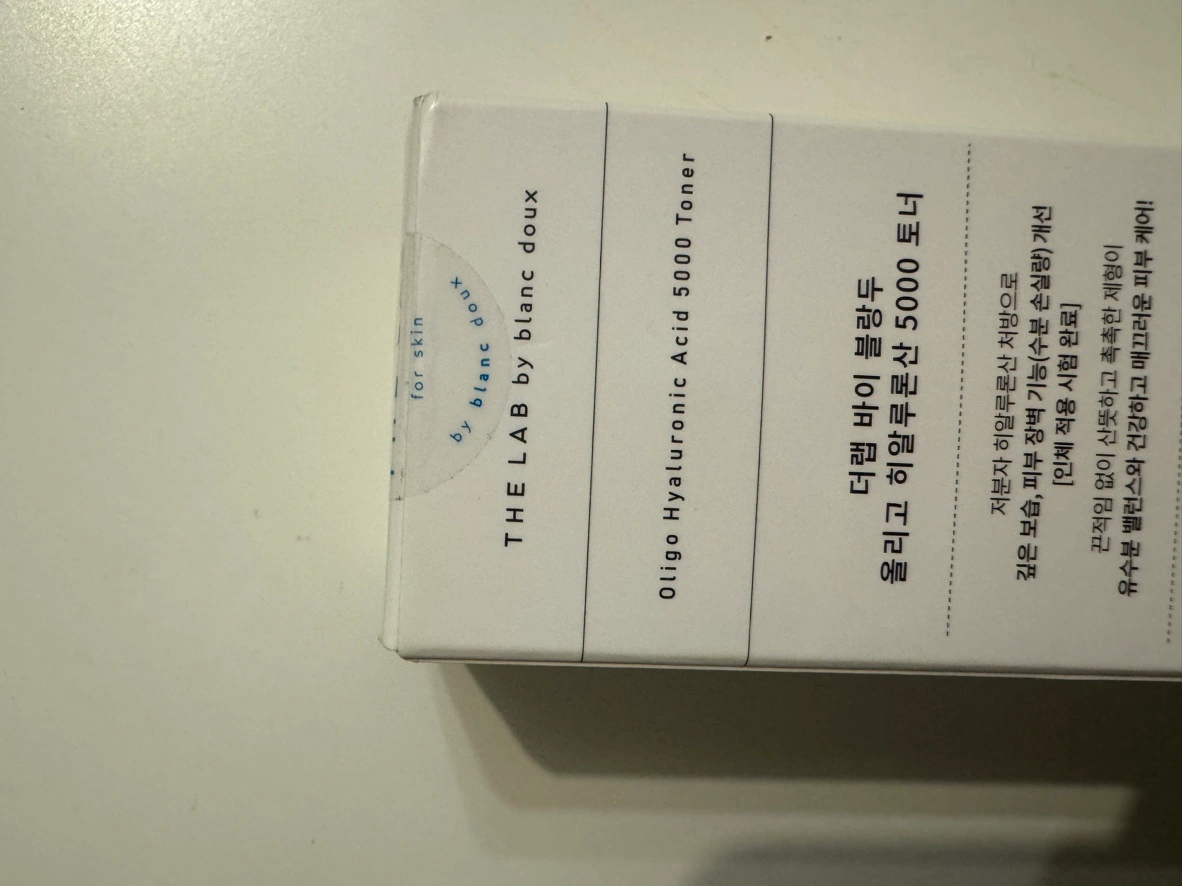 for skin
by blanc doux
THE LAB by blanc doux
Oligo Hyaluronic Acid 5000 Toner
더랩 바이 블랑두
올리고 히알루론산 5000 토너
저분자 히알루론산 처방으로
깊은 보습, 피부 장벽 기능(수분 손실량) 개선
[인체 적용 시험 완료]
끈적임 없이 산뜻하고 촉촉한 제형이
유수분 밸런스와 건강하고 매끄러운 피부 케어!